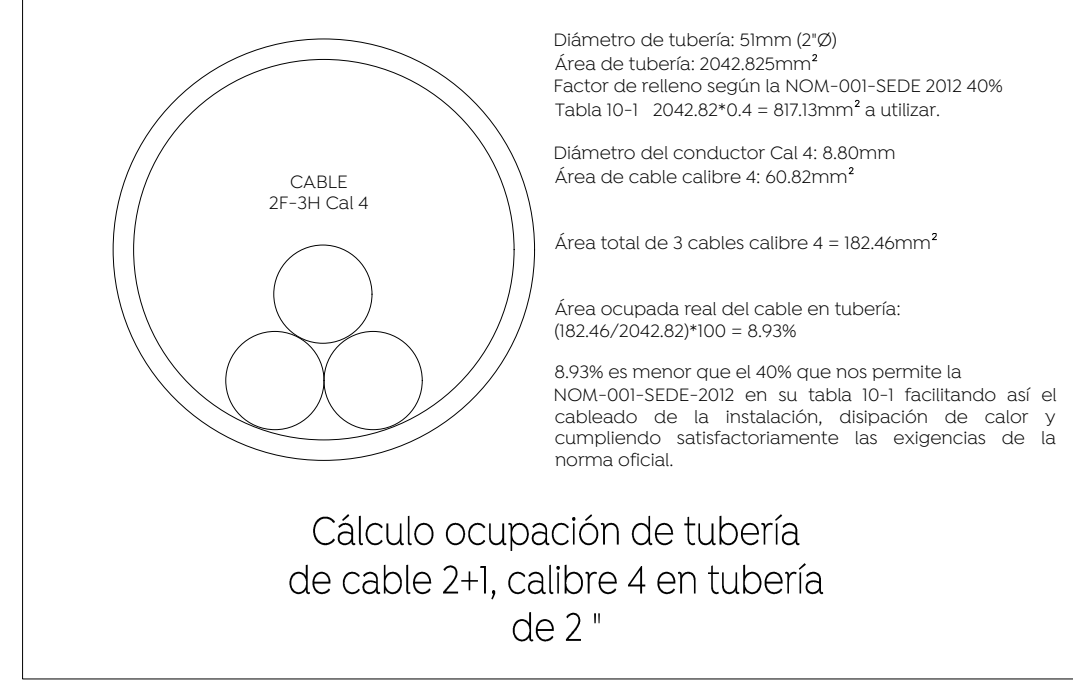 Diámetro de tubería: 51mm (2"Ø)
Área de tubería: 2042.825mm²
Factor de relleno según la NOM-001-SEDE 2012 40%
Tabla 10-1 2042.82*0.4 = 817.13mm² a utilizar.
Diámetro del conductor Cal 4: 8.80mm
Área de cable calibre 4: 60.82mm²
CABLE
2F-3H Cal 4
Área total de 3 cables calibre 4 = 182.46mm²
Área ocupada real del cable en tubería:
(182.46/2042.82)*100 = 8.93%
8.93% es menor que el 40% que nos permite la
NOM-001-SEDE-2012 en su tabla 10-1 facilitando así el
cableado de la instalación, disipación de calor y
cumpliendo satisfactoriamente las exigencias de la
norma oficial.
Cálculo ocupación de tubería
de cable 2+1, calibre 4 en tubería
de 2 "